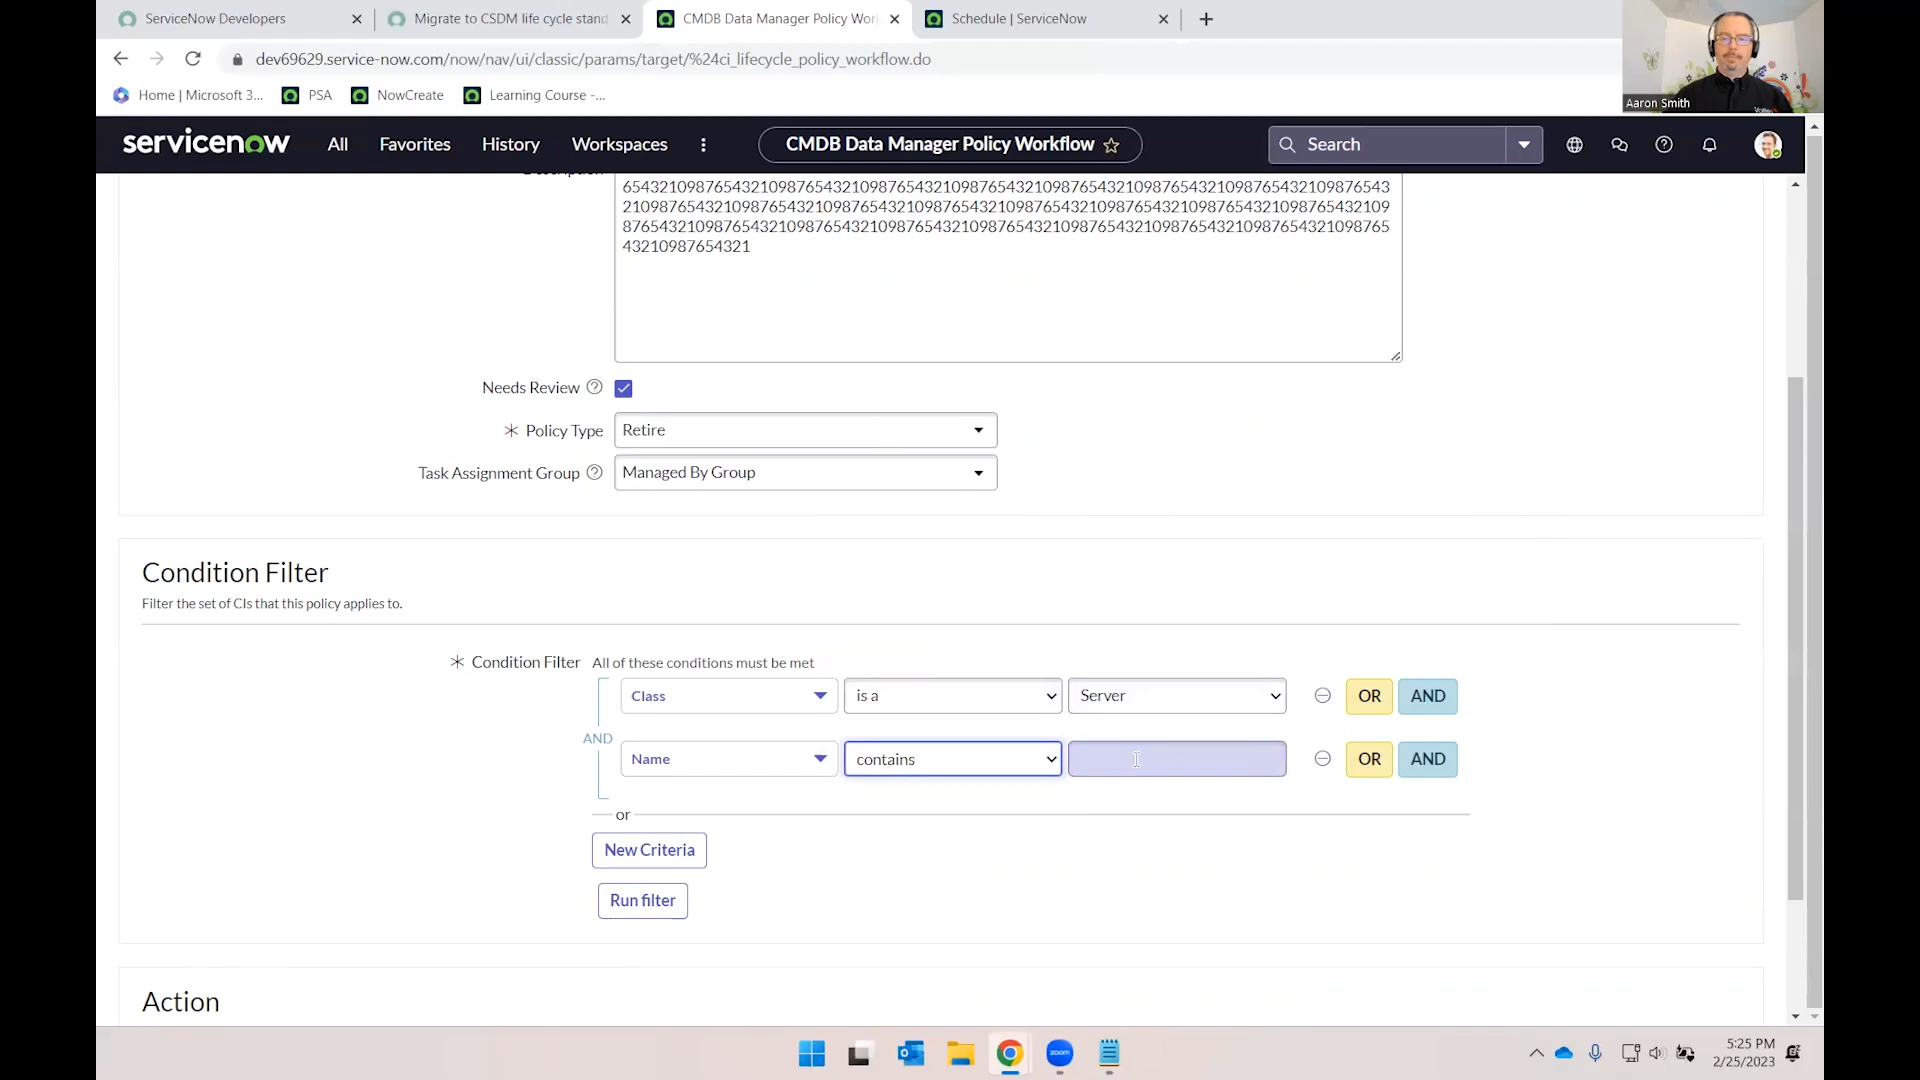 ServiceNow Developers
Migrate to CSDM life cycle stand
CMDB Data Manager Policy Wor
Schedule | ServiceNow
dev69629.service-now.com/now/nav/ui/classic/params/target/%24ci_lifecycle_policy_workflow.do
Home | Microsoft 3...
PSA
NowCreate
Learning Course -...
Aaron Smith
servicenow
All
Favorites
History
Workspaces
CMDB Data Manager Policy Workflow
Search
65432109876543210987654321098765432109876543210987654321098765432109876543210987654
32109876543210987654321098765432109876543210987654321098765432109876543210987654321 09
Needs Review
Policy Type
Retire
Task Assignment Group
Managed By Group
Condition Filter
Filter the set of CIs that this policy applies to.
Condition Filter
All of these conditions must be met
Class
is a
Server
OR
AND
AND
Name
contains
OR
AND
or
New Criteria
Run filter
Action
zoom
5:25 PM
2/25/2023